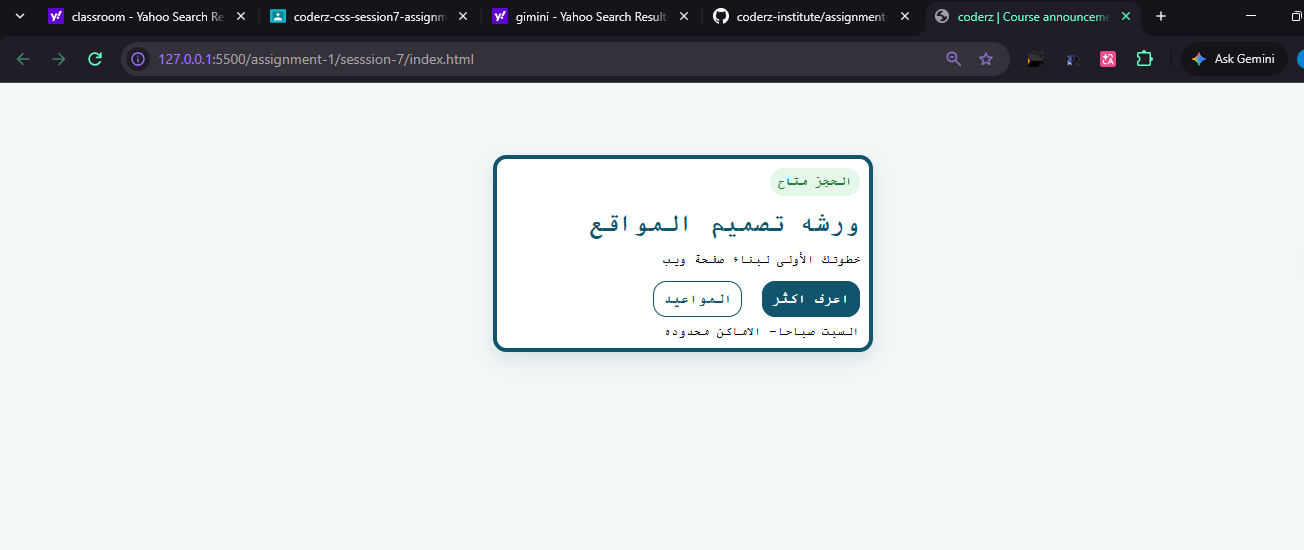 classroom - Yahoo Search Re
coderz-css-session7-assignm
gimini - Yahoo Search Result
coderz-institute/assignment-
coderz | Course announceme
127.0.0.1:5500/assignment-1/sesssion-7/index.html
Ask Gemini
الحجز متاح
ورشه تصميم المواقع
خطوتك الأولى لبناء صفحة ويب
اعرف اكثر
المواعيد
السبت صباحا- الاماكن محدوده